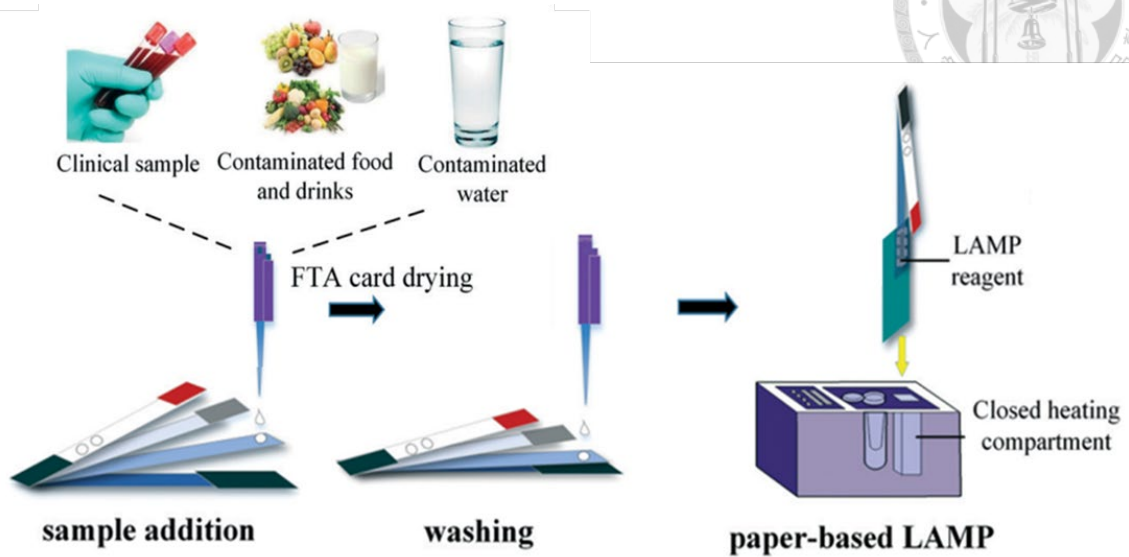 Clinical sample
Contaminated food
and drinks
Contaminated
water
FTA card drying
LAMP
reagent
Closed heating
compartment
sample addition
washing
paper-based LAMP